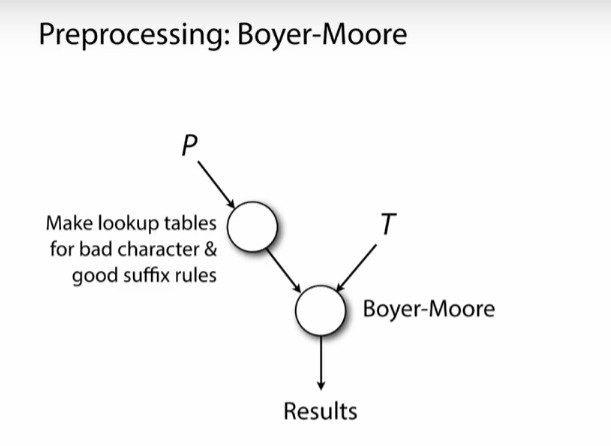 Preprocessing: Boyer-Moore
P
Make lookup tables
for bad character &
good suffix rules
T
Boyer-Moore
Results